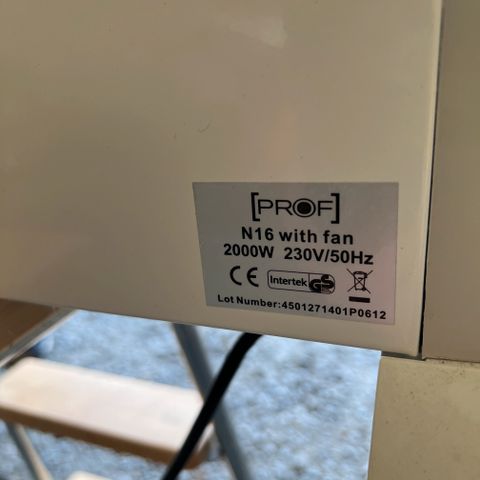 [PROF]
N16 with fan
2000W 230V/50Hz
CE Intertek GS
Lot Number:4501271401P0612